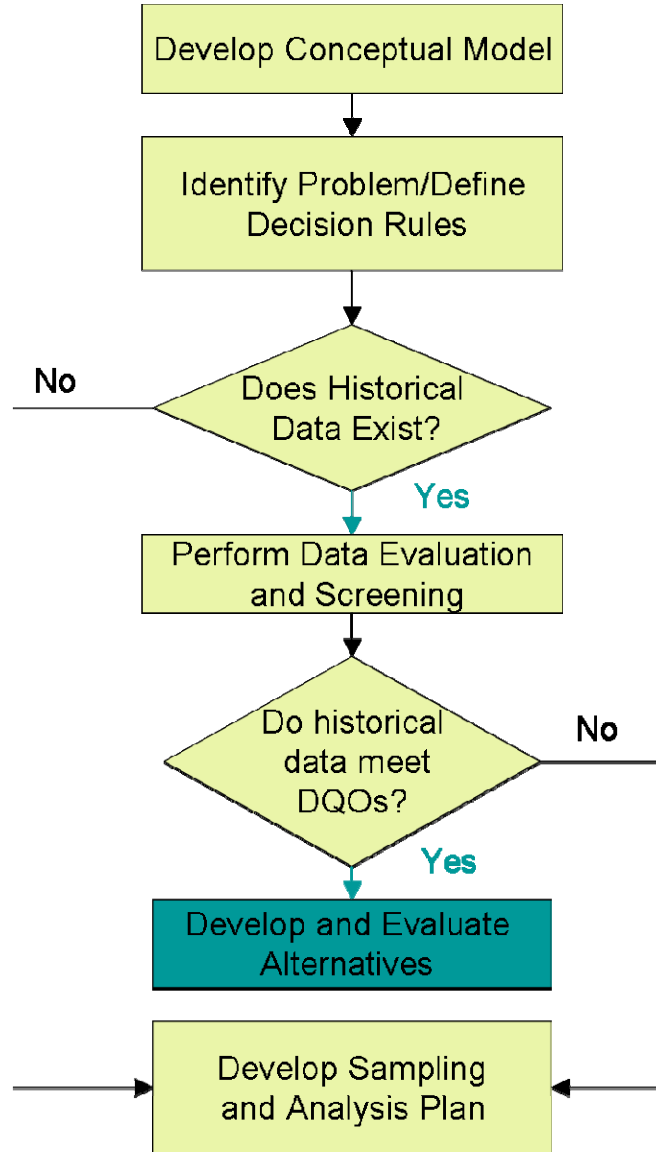 Develop Conceptual Model
Identify Problem/Define
Decision Rules
No
Does Historical
Data Exist?
Yes
Perform Data Evaluation
and Screening
Do historical
data meet
DQOs?
No
Yes
Develop and Evaluate
Alternatives
Develop Sampling
and Analysis Plan